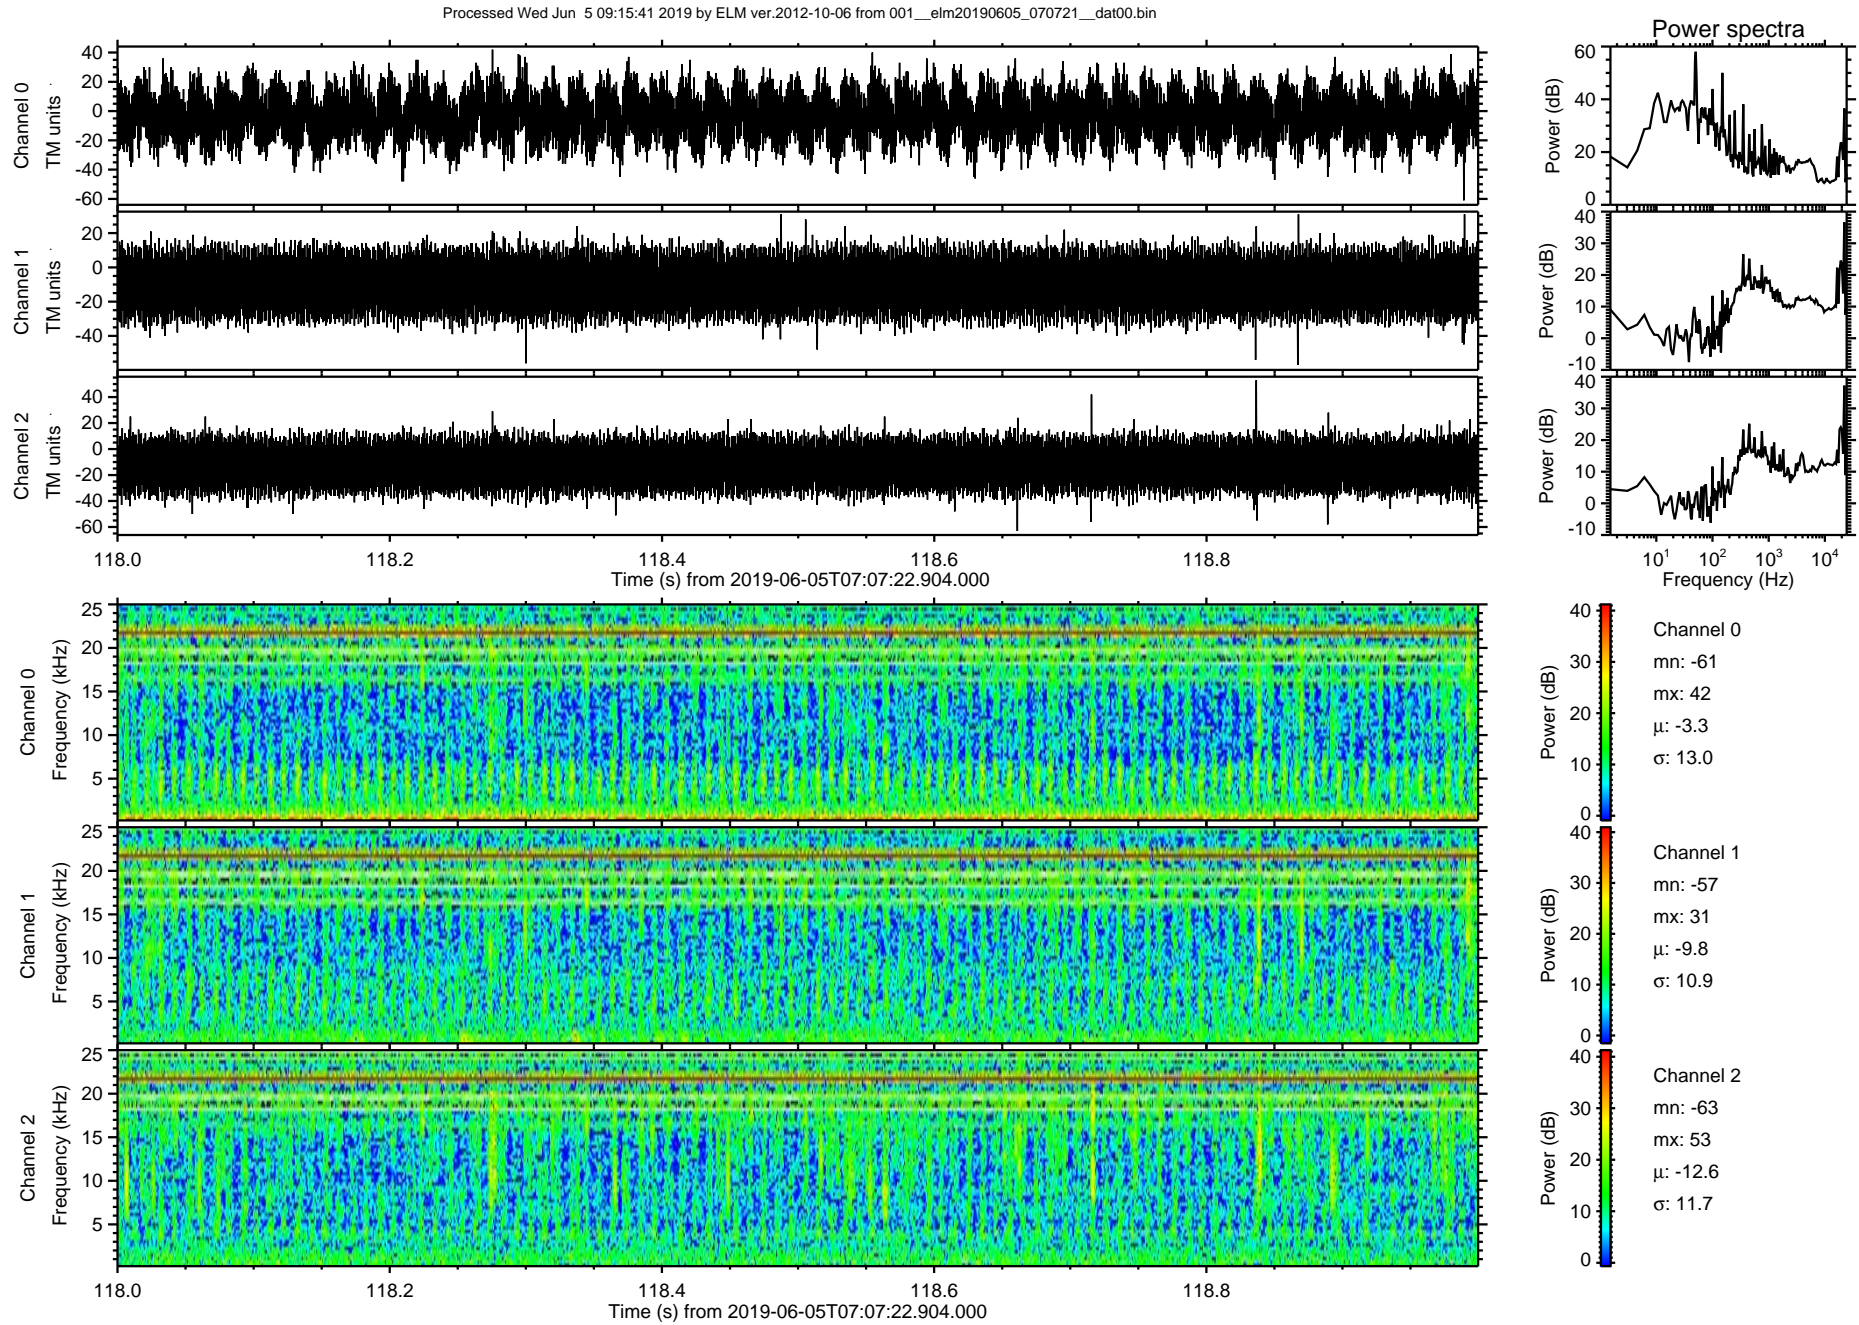 Processed Wed Jun  5 09:15:41 2019 by ELM ver.2012-10-06 from 001__elm20190605_070721__dat00.bin
Power spectra
Channel 0
TM units
40
20
0
-20
-40
-60
Power (dB)
60
40
20
0
Channel 1
TM units
20
0
-20
-40
Power (dB)
40
30
20
10
0
-10
Channel 2
TM units
40
20
0
-20
-40
-60
Power (dB)
40
30
20
10
0
-10
118.0 118.2 118.4 118.6 118.8
Time (s) from 2019-06-05T07:07:22.904.000
10¹ 10² 10³ 10⁴
Frequency (Hz)
Channel 0
Frequency (kHz)
25
20
15
10
5
Power (dB)
40
30
20
10
0
Channel 0
mn: -61
mx: 42
μ: -3.3
σ: 13.0
Channel 1
Frequency (kHz)
25
20
15
10
5
Power (dB)
40
30
20
10
0
Channel 1
mn: -57
mx: 31
μ: -9.8
σ: 10.9
Channel 2
Frequency (kHz)
25
20
15
10
5
Power (dB)
40
30
20
10
0
Channel 2
mn: -63
mx: 53
μ: -12.6
σ: 11.7
118.0 118.2 118.4 118.6 118.8
Time (s) from 2019-06-05T07:07:22.904.000